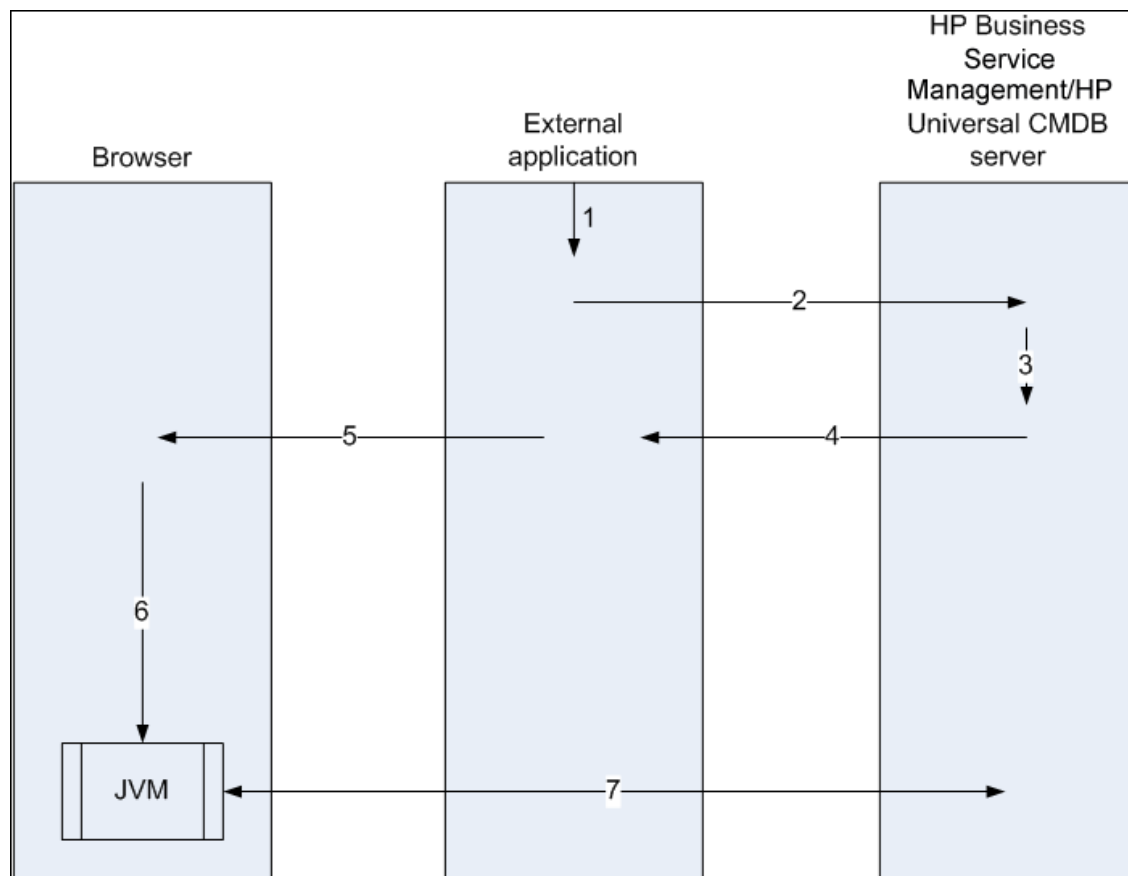 HP Business
Service
Management/HP
Universal CMDB
server
External
application
Browser
1
2
3
4
5
6
JVM
7